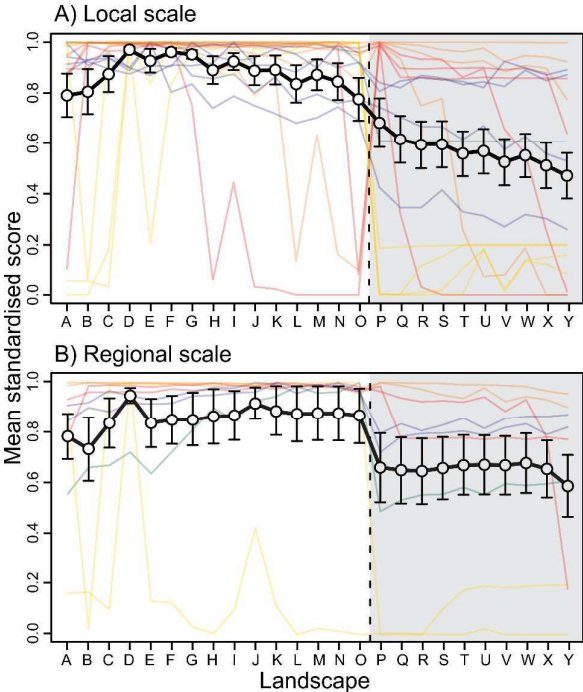 A) Local scale
1.0
0.8
0.6
0.4
0.2
0.0
A B C D E F G H I J K L M N O P Q R S T U V W X Y
Mean standardised score
B) Regional scale
1.0
0.8
0.6
0.4
0.2
0.0
A B C D E F G H I J K L M N O P Q R S T U V W X Y
Landscape